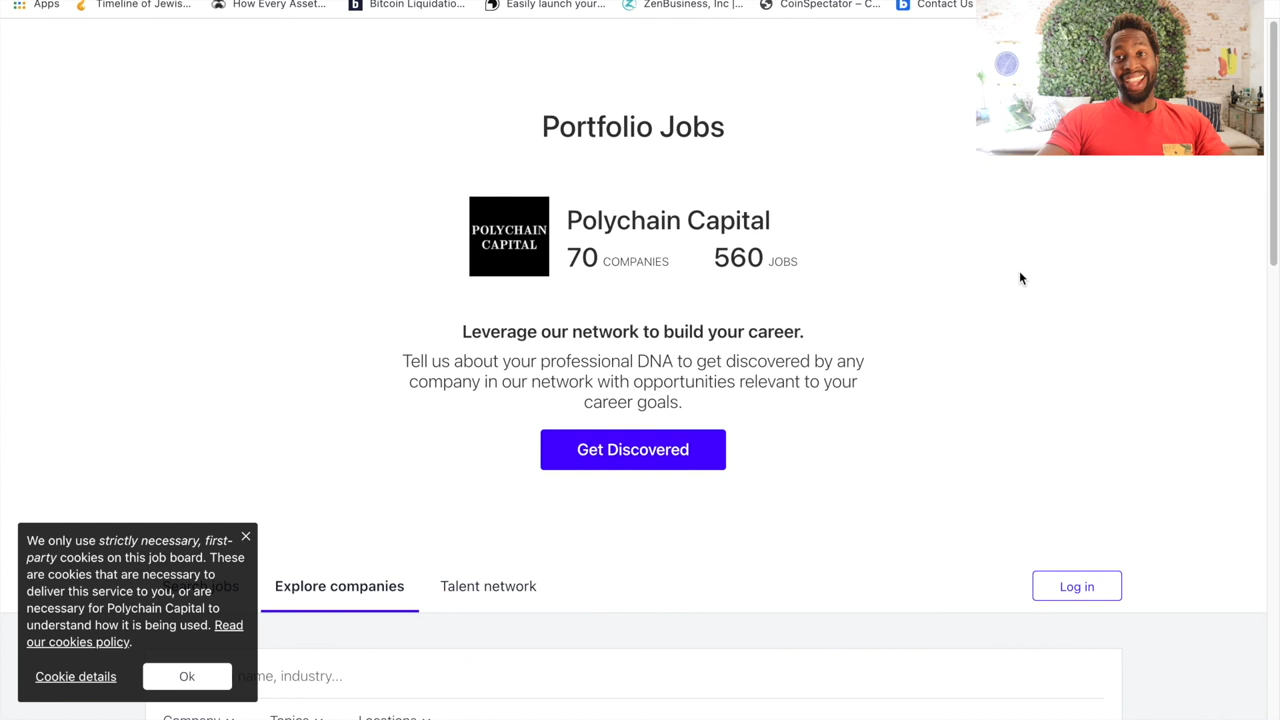 Apps
Timeline of Jewis...
How Every Asset...
Bitcoin Liquidatio...
Easily launch your...
ZenBusiness, Inc |...
CoinSpectator – C...
Contact Us
Portfolio Jobs
POLYCHAIN
CAPITAL
Polychain Capital
70 COMPANIES 560 JOBS
Leverage our network to build your career.
Tell us about your professional DNA to get discovered by any
company in our network with opportunities relevant to your
career goals.
Get Discovered
Search jobs
Explore companies
Talent network
Log in
We only use strictly necessary, first-
party cookies on this job board. These
are cookies that are necessary to
deliver this service to you, or are
necessary for Polychain Capital to
understand how it is being used. Read
our cookies policy.
Cookie details
Ok
name, industry...
Company
Topics
Locations